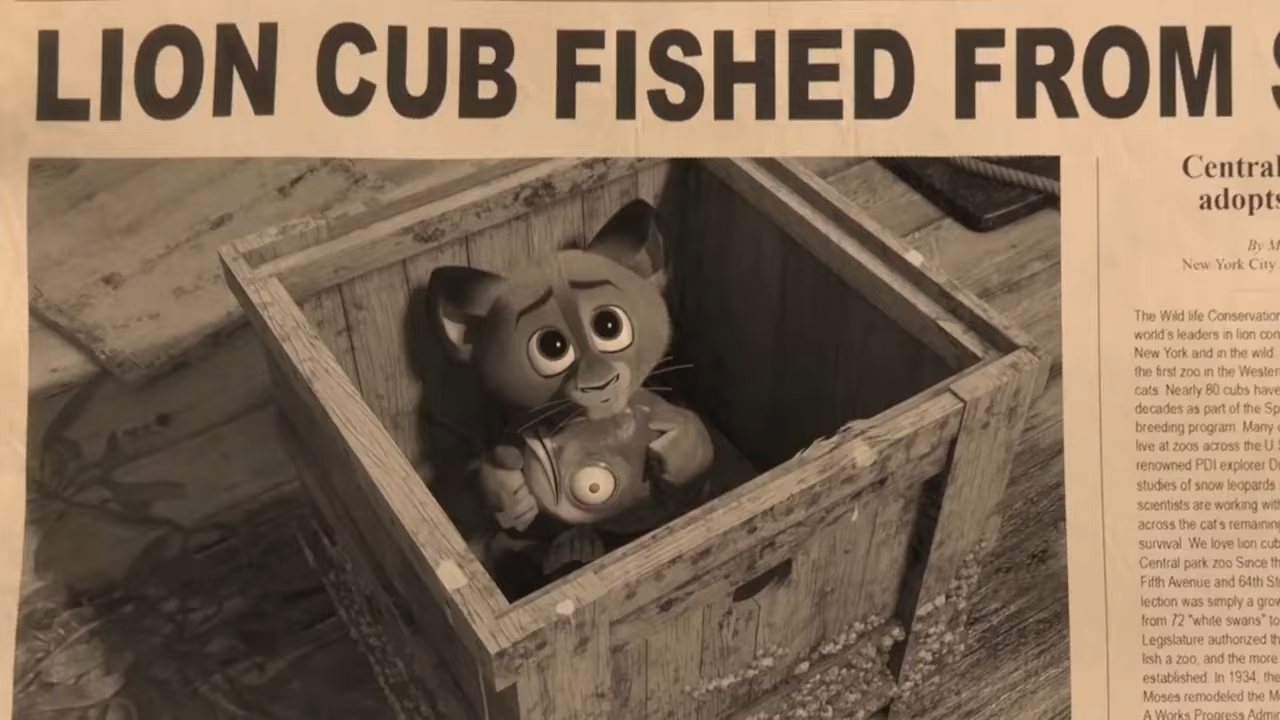 LION CUB FISHED FROM
Central
adopts
By M
New York City
The Wild life Conservation
world's leaders in lion con
New York and in the wild
the first zoo in the Western
cats. Nearly 80 cubs have
decades as part of the Sp
breeding program. Many
live at zoos across the U.
renowned PDI explorer D
studies of snow leopards
scientists are working with
across the cat's remaining
survival. We love lion cub
Central park zoo Since th
Fifth Avenue and 64th St
lection was simply a grow
from 72 "white swans" to
Legislature authorized th
lish a zoo, and the more
established. In 1934, the
Moses remodeled the M
A Works Progress Admi